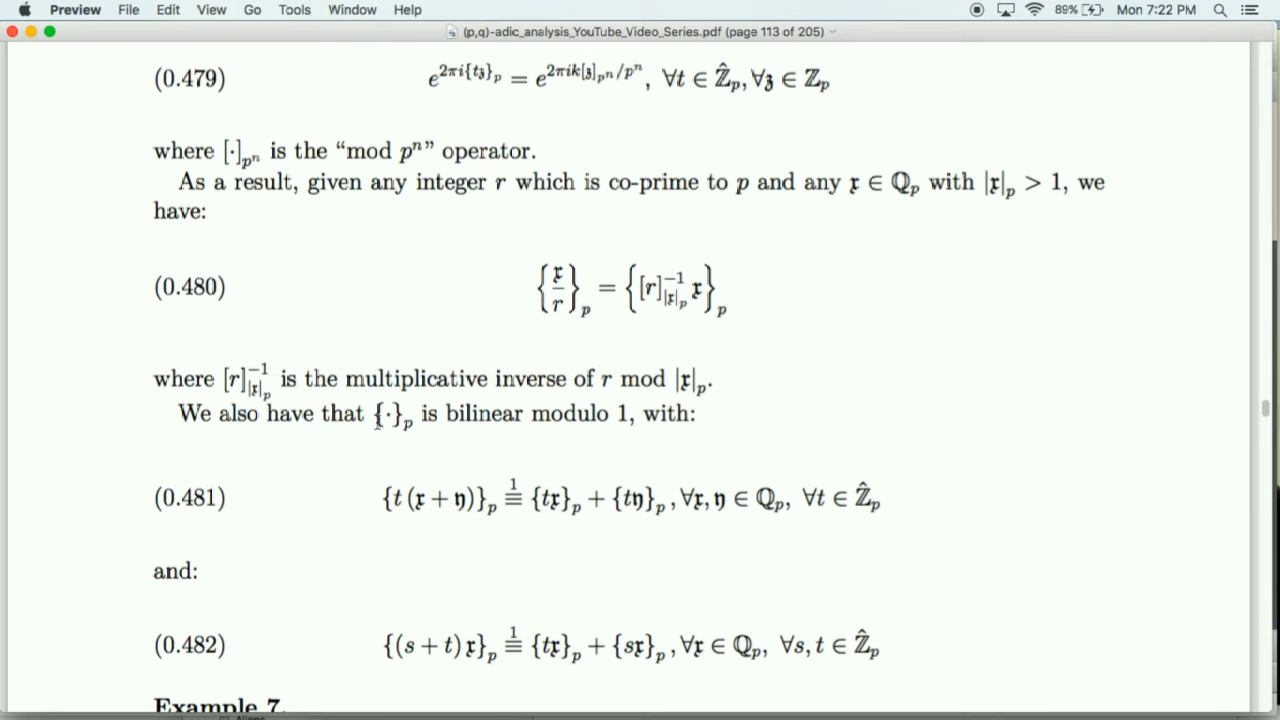 Preview File Edit View Go Tools Window Help 89% Mon 7:22 PM
(p,q)-adic_analysis_YouTube_Video_Series.pdf (page 113 of 205)
(0.479) e^{2πi{t𝔷}_p} = e^{2πik[𝔷]_{p^n}/p^n}, ∀t ∈ ℤ̂_p, ∀𝔷 ∈ ℤ_p
where [·]_{p^n} is the “mod p^n” operator.
As a result, given any integer r which is co-prime to p and any 𝔵 ∈ ℚ_p with |𝔵|_p > 1, we
have:
(0.480) {𝔵/r}_p = {[r]^{-1}_{|𝔵|_p} 𝔵}_p
where [r]^{-1}_{|𝔵|_p} is the multiplicative inverse of r mod |𝔵|_p.
We also have that {·}_p is bilinear modulo 1, with:
(0.481) {t(𝔵 + 𝔶)}_p ≡^1 {t𝔵}_p + {t𝔶}_p, ∀𝔵, 𝔶 ∈ ℚ_p, ∀t ∈ ℤ̂_p
and:
(0.482) {(s + t)𝔵}_p ≡^1 {t𝔵}_p + {s𝔵}_p, ∀𝔵 ∈ ℚ_p, ∀s, t ∈ ℤ̂_p
Example 7.